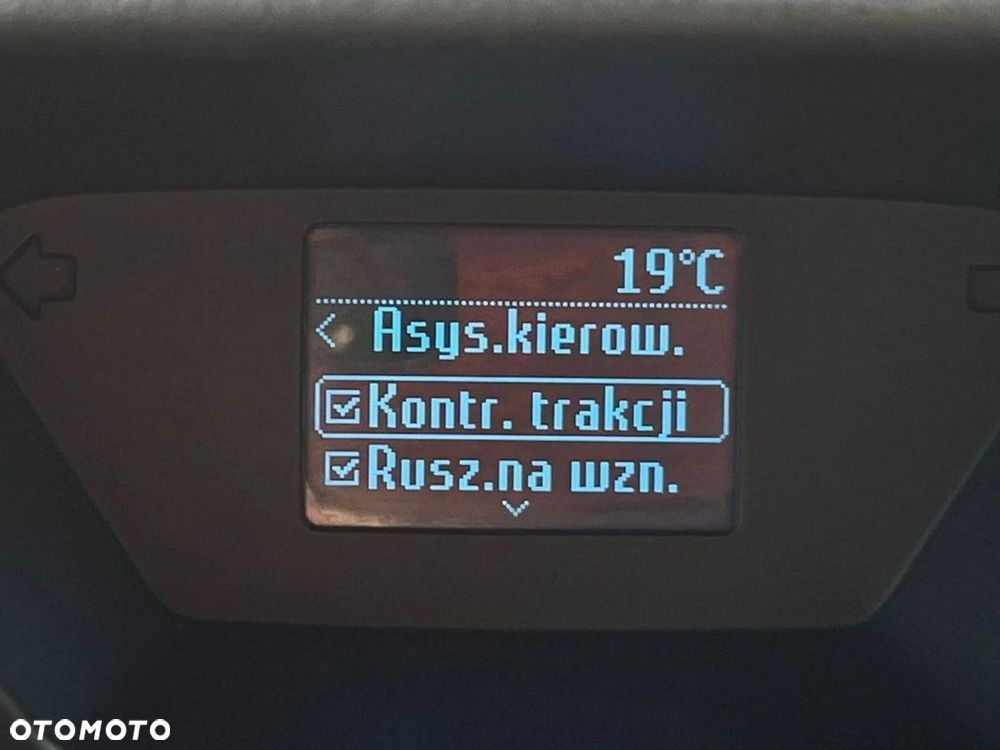 19°C
Asys.kierow.
Kontr. trakcji
Rusz.na wzn.
OTOMOTO